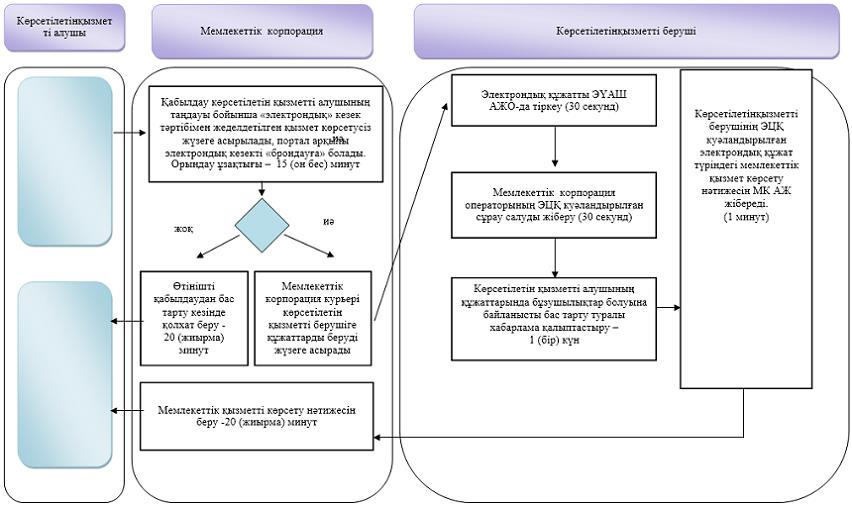 Көрсетілетінқызмет
ті алушы
Мемлекеттік корпорация
Көрсетілетінқызметті беруші
Қабылдау көрсетілетін қызметті алушының
таңдауы бойынша «электрондық» кезек
тәртібімен жеделдетілген қызмет көрсетусіз
жүзеге асырылады, портал арқылы
электрондық кезекті «брондауға» болады.
Орындау ұзақтығы – 15 (он бес) минут
жоқ
иә
Өтінішті
қабылдаудан бас
тарту кезінде
қолхат беру -
20 (жиырма)
минут
Мемлекеттік
корпорация курьері
көрсетілетін
қызметті берушіге
құжаттарды беруді
жүзеге асырады
Мемлекеттік қызметті көрсету нәтижесін
беру -20 (жиырма) минут
Электрондық құжатты ЭҮАШ
АЖО-да тіркеу (30 секунд)
Мемлекеттік корпорация
операторының ЭЦҚ куәландырылған
сұрау салуды жіберу (30 секунд)
Көрсетілетін қызметті алушының
құжаттарында бұзушылықтар болуына
байланысты бас тарту туралы
хабарлама қалыптастыру –
1 (бір) күн
Көрсетілетінқызметті
берушінің ЭЦҚ
куәландырылған
электрондық құжат
түріндегі мемлекеттік
қызмет көрсету
нәтижесін МК АЖ
жібереді.
(1 минут)